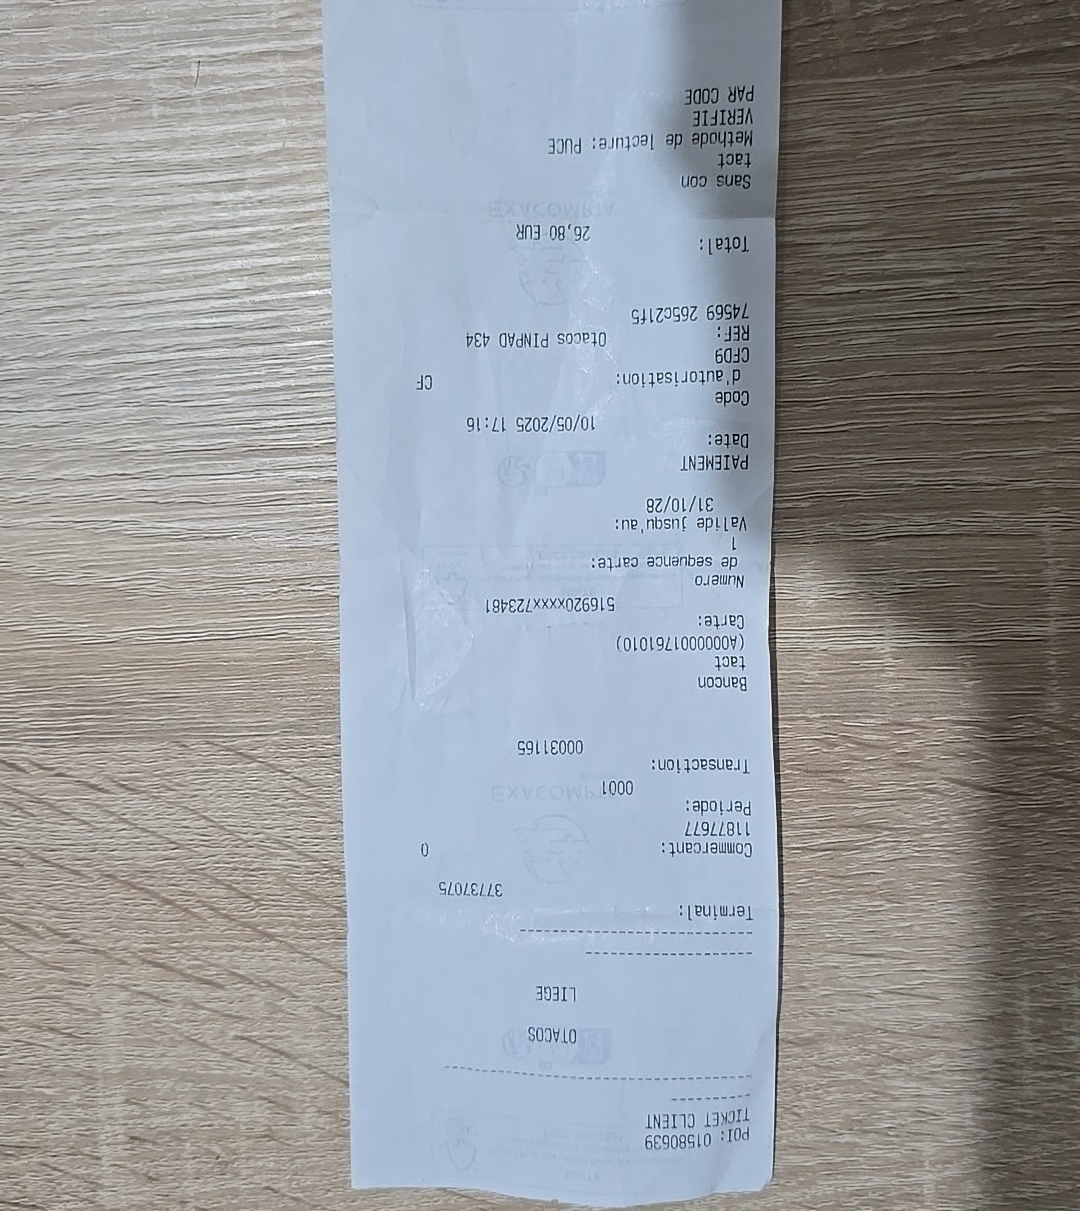 POI: 01580639
TICKET CLIENT
----------
--------------------------------------
OTACOS
LIEGE
---------------------
-----------------------------
Terminal:
37737075
Commercant: 0
11877677
Periode:
0001
Transaction:
00031165
Bancon
tact
(A0000001761010)
Carte:
516920xxxx723481
Numero
de sequence carte:
1
Valide jusqu'au:
31/10/28
PAIEMENT
Date:
10/05/2025 17:16
Code
d'autorisation: CF
CFD9
REF: Otacos PINPAD 434
74569 265c21f5
Total:
26,80 EUR
Sans con
tact
Methode de lecture: PUCE
VERIFIE
PAR CODE
EXACOMPTA
EXACOMPTA